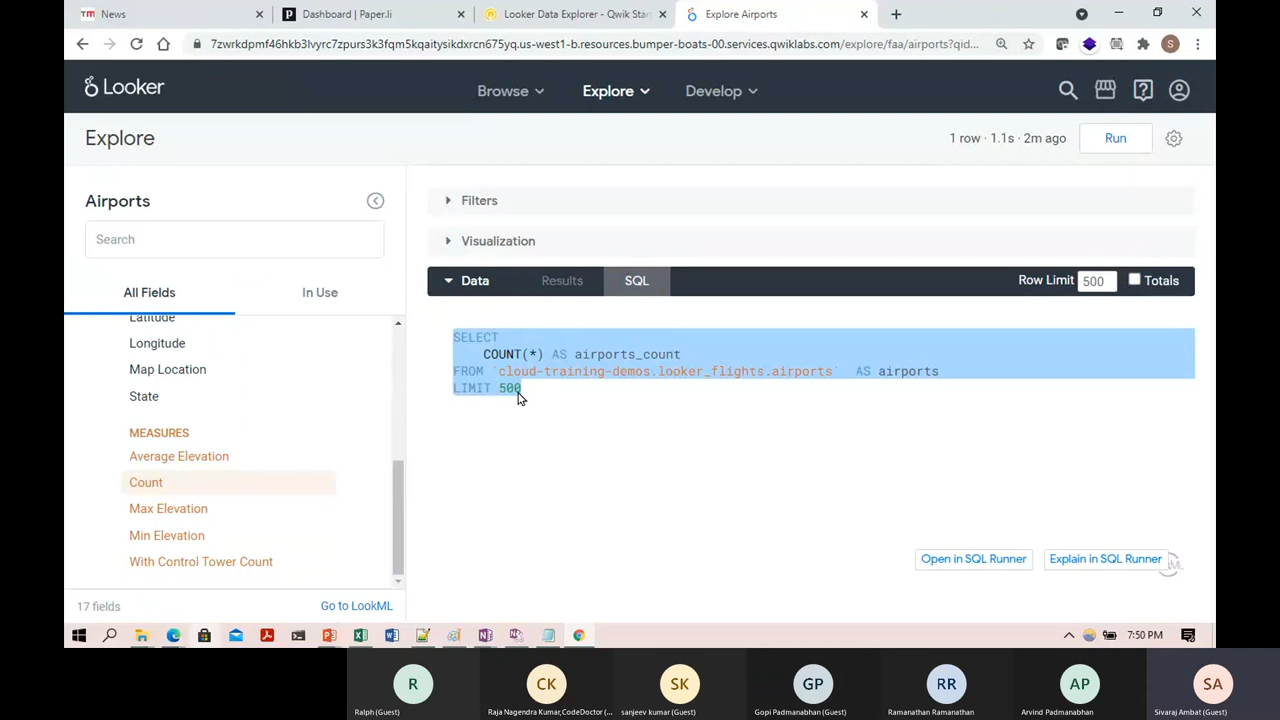 News
Dashboard | Paper.li
Looker Data Explorer - Qwik Start
Explore Airports
7zwrkdpmf46hkb3lvyrc7zpurs3k3fqm5kqaitysikdxrcn675yq.us-west1-b.resources.bumper-boats-00.services.qwiklabs.com/explore/faa/airports?qid...
S
Looker
Browse
Explore
Develop
Explore
1 row · 1.1s · 2m ago
Run
Airports
Search
All Fields
In Use
Latitude
Longitude
Map Location
State
MEASURES
Average Elevation
Count
Max Elevation
Min Elevation
With Control Tower Count
17 fields
Go to LookML
Filters
Visualization
Data
Results
SQL
Row Limit
500
Totals
SELECT
COUNT(*) AS airports_count
FROM `cloud-training-demos.looker_flights.airports` AS airports
LIMIT 500
Open in SQL Runner
Explain in SQL Runner
7:50 PM
R
CK
SK
GP
RR
AP
SA
Ralph (Guest)
Raja Nagendra Kumar,CodeDoctor (...
sanjeev kumar (Guest)
Gopi Padmanabhan (Guest)
Ramanathan Ramanathan
Arvind Padmanabhan
Sivaraj Ambat (Guest)